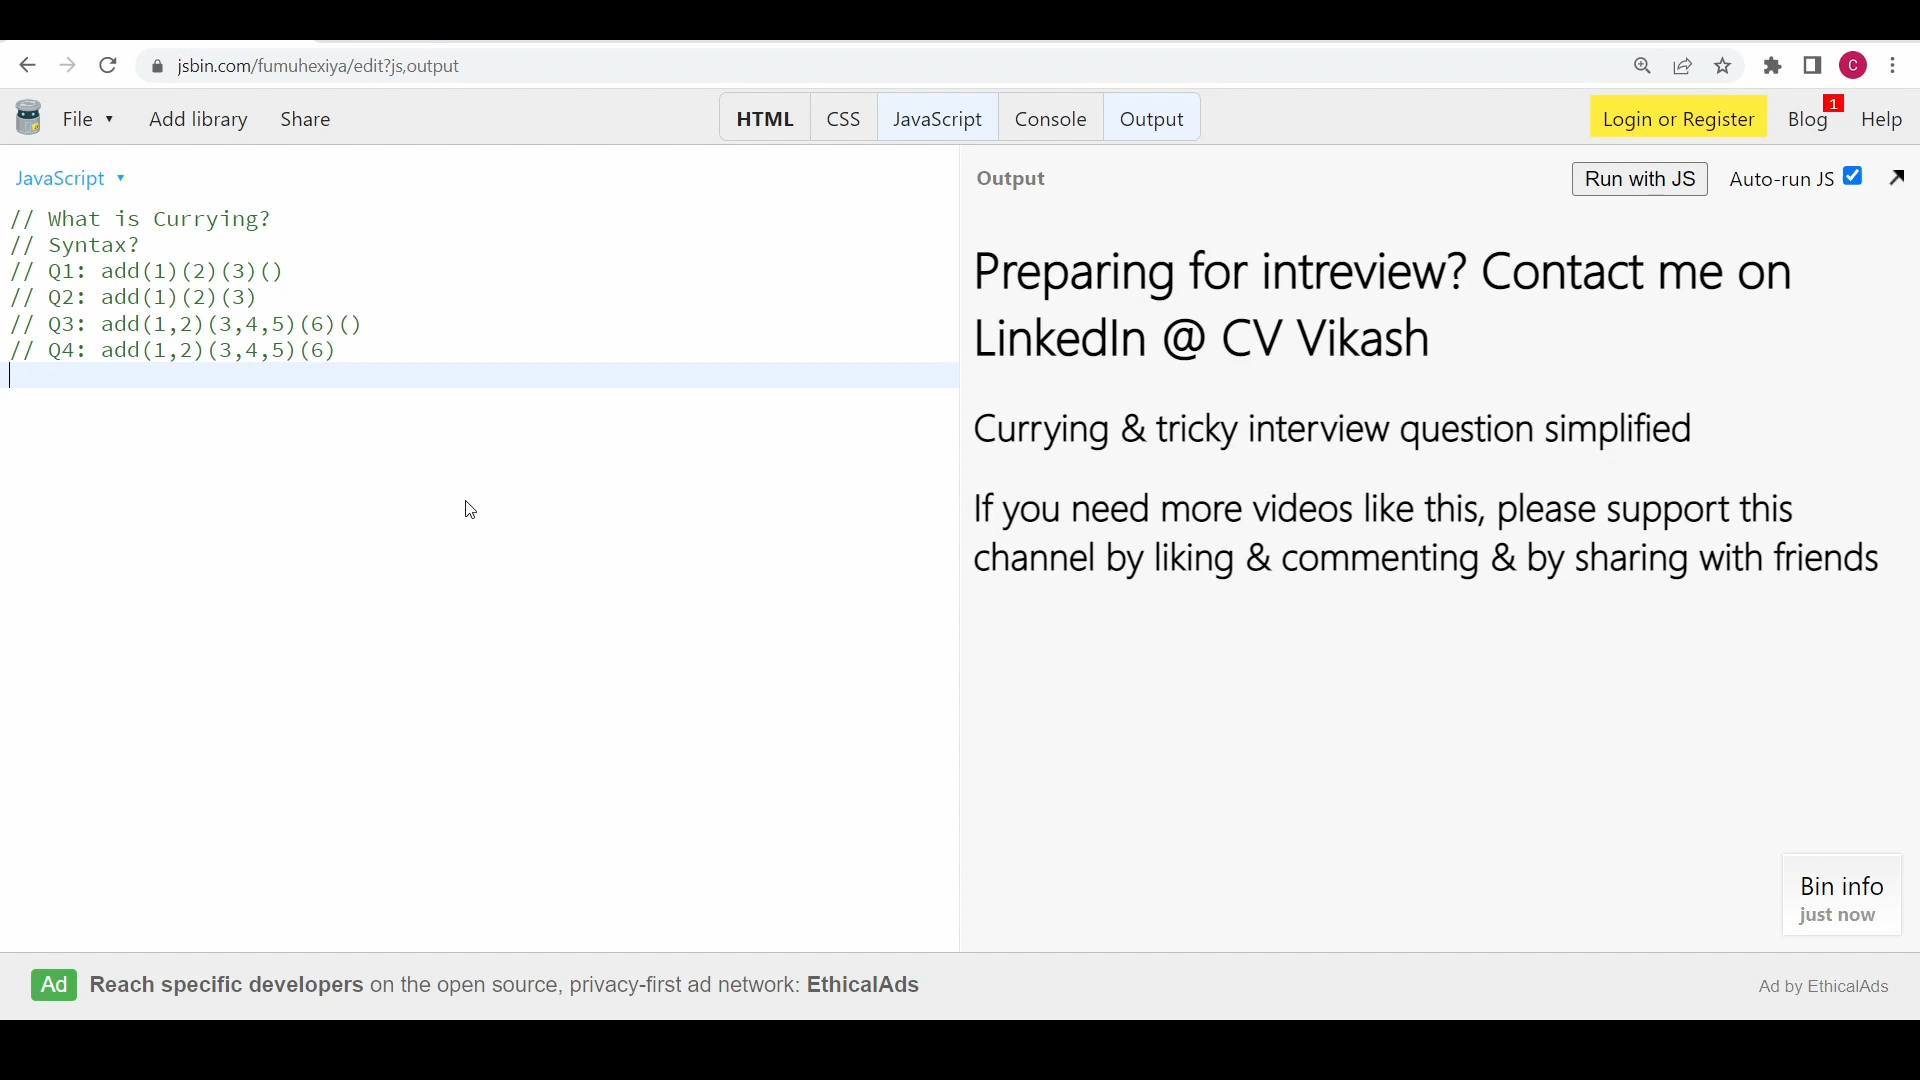 jsbin.com/fumuhexiya/edit?js,output
C
File ▾ Add library Share HTML CSS JavaScript Console Output Login or Register Blog 1 Help
JavaScript ▾
// What is Currying?
// Syntax?
// Q1: add(1)(2)(3)()
// Q2: add(1)(2)(3)
// Q3: add(1,2)(3,4,5)(6)()
// Q4: add(1,2)(3,4,5)(6)
Output Run with JS Auto-run JS
Preparing for intreview? Contact me on
LinkedIn @ CV Vikash
Currying & tricky interview question simplified
If you need more videos like this, please support this
channel by liking & commenting & by sharing with friends
Bin info
just now
Ad Reach specific developers on the open source, privacy-first ad network: EthicalAds
Ad by EthicalAds